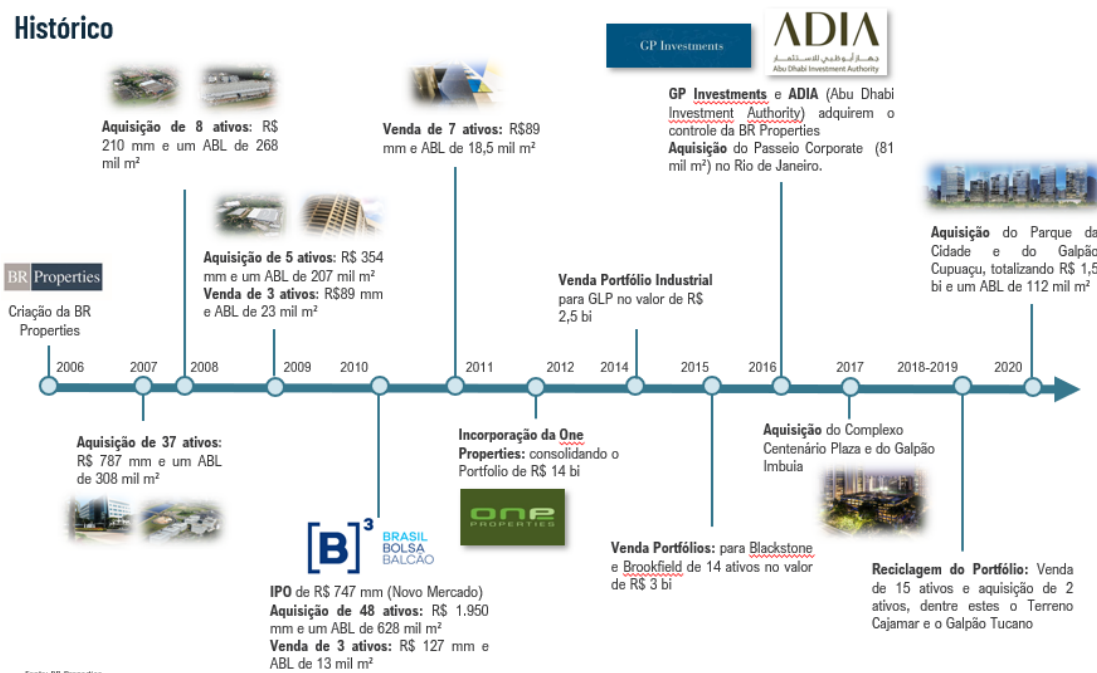 Histórico
GP Investments
ADIA
جهاز أبوظبي للاستثمار
Abu Dhabi Investment Authority
GP Investments e ADIA (Abu Dhabi
Investment Authority) adquirem o
controle da BR Properties
Aquisição do Passeio Corporate (81
mil m²) no Rio de Janeiro.
Aquisição de 8 ativos: R$
210 mm e um ABL de 268
mil m²
Venda de 7 ativos: R$89
mm e ABL de 18,5 mil m²
Aquisição de 5 ativos: R$ 354
mm e um ABL de 207 mil m²
Venda de 3 ativos: R$89 mm
e ABL de 23 mil m²
Aquisição do Parque da
Cidade e do Galpão
Cupuaçu, totalizando R$ 1,5
bi e um ABL de 112 mil m²
BR Properties
Criação da BR
Properties
Venda Portfólio Industrial
para GLP no valor de R$
2,5 bi
2006 2007 2008 2009 2010 2011 2012 2014 2015 2016 2017 2018-2019 2020
Aquisição de 37 ativos:
R$ 787 mm e um ABL
de 308 mil m²
Incorporação da One
Properties: consolidando o
Portfolio de R$ 14 bi
one
PROPERTIES
Aquisição do Complexo
Centenário Plaza e do Galpão
Imbuia
[B]³ BRASIL
BOLSA
BALCÃO
IPO de R$ 747 mm (Novo Mercado)
Aquisição de 48 ativos: R$ 1.950
mm e um ABL de 628 mil m²
Venda de 3 ativos: R$ 127 mm e
ABL de 13 mil m²
Venda Portfólios: para Blackstone
e Brookfield de 14 ativos no valor
de R$ 3 bi
Reciclagem do Portfólio: Venda
de 15 ativos e aquisição de 2
ativos, dentre estes o Terreno
Cajamar e o Galpão Tucano